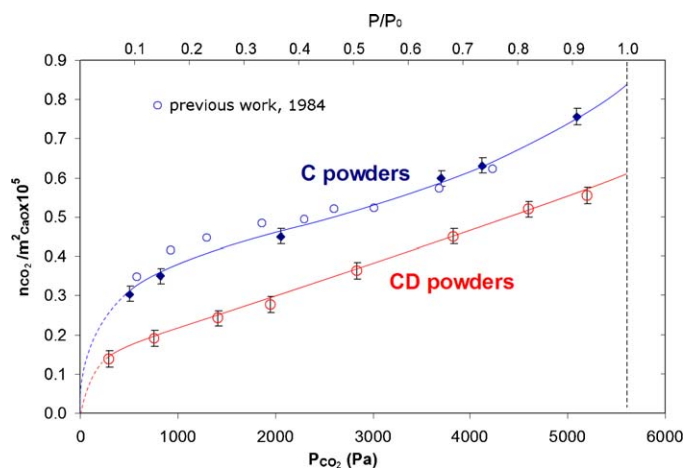 P/P₀
0.1 0.2 0.3 0.4 0.5 0.6 0.7 0.8 0.9 1.0
0.9
0.8
0.7
0.6
0.5
0.4
0.3
0.2
0.1
0.0
nCO₂ /m²CaO x10⁵
previous work, 1984
C powders
CD powders
0 1000 2000 3000 4000 5000 6000
PCO₂ (Pa)